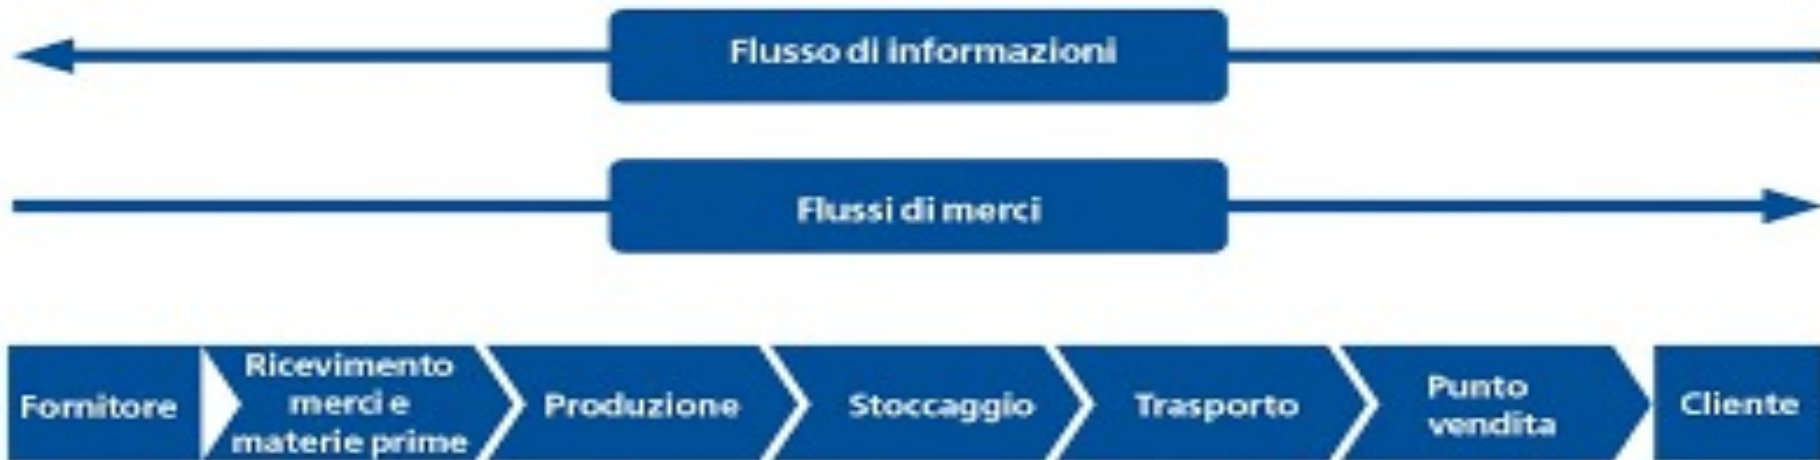 Flusso di informazioni
Flussi di merci
Fornitore
Ricevimento
merci e
materie prime
Produzione
Stoccaggio
Trasporto
Punto
vendita
Cliente